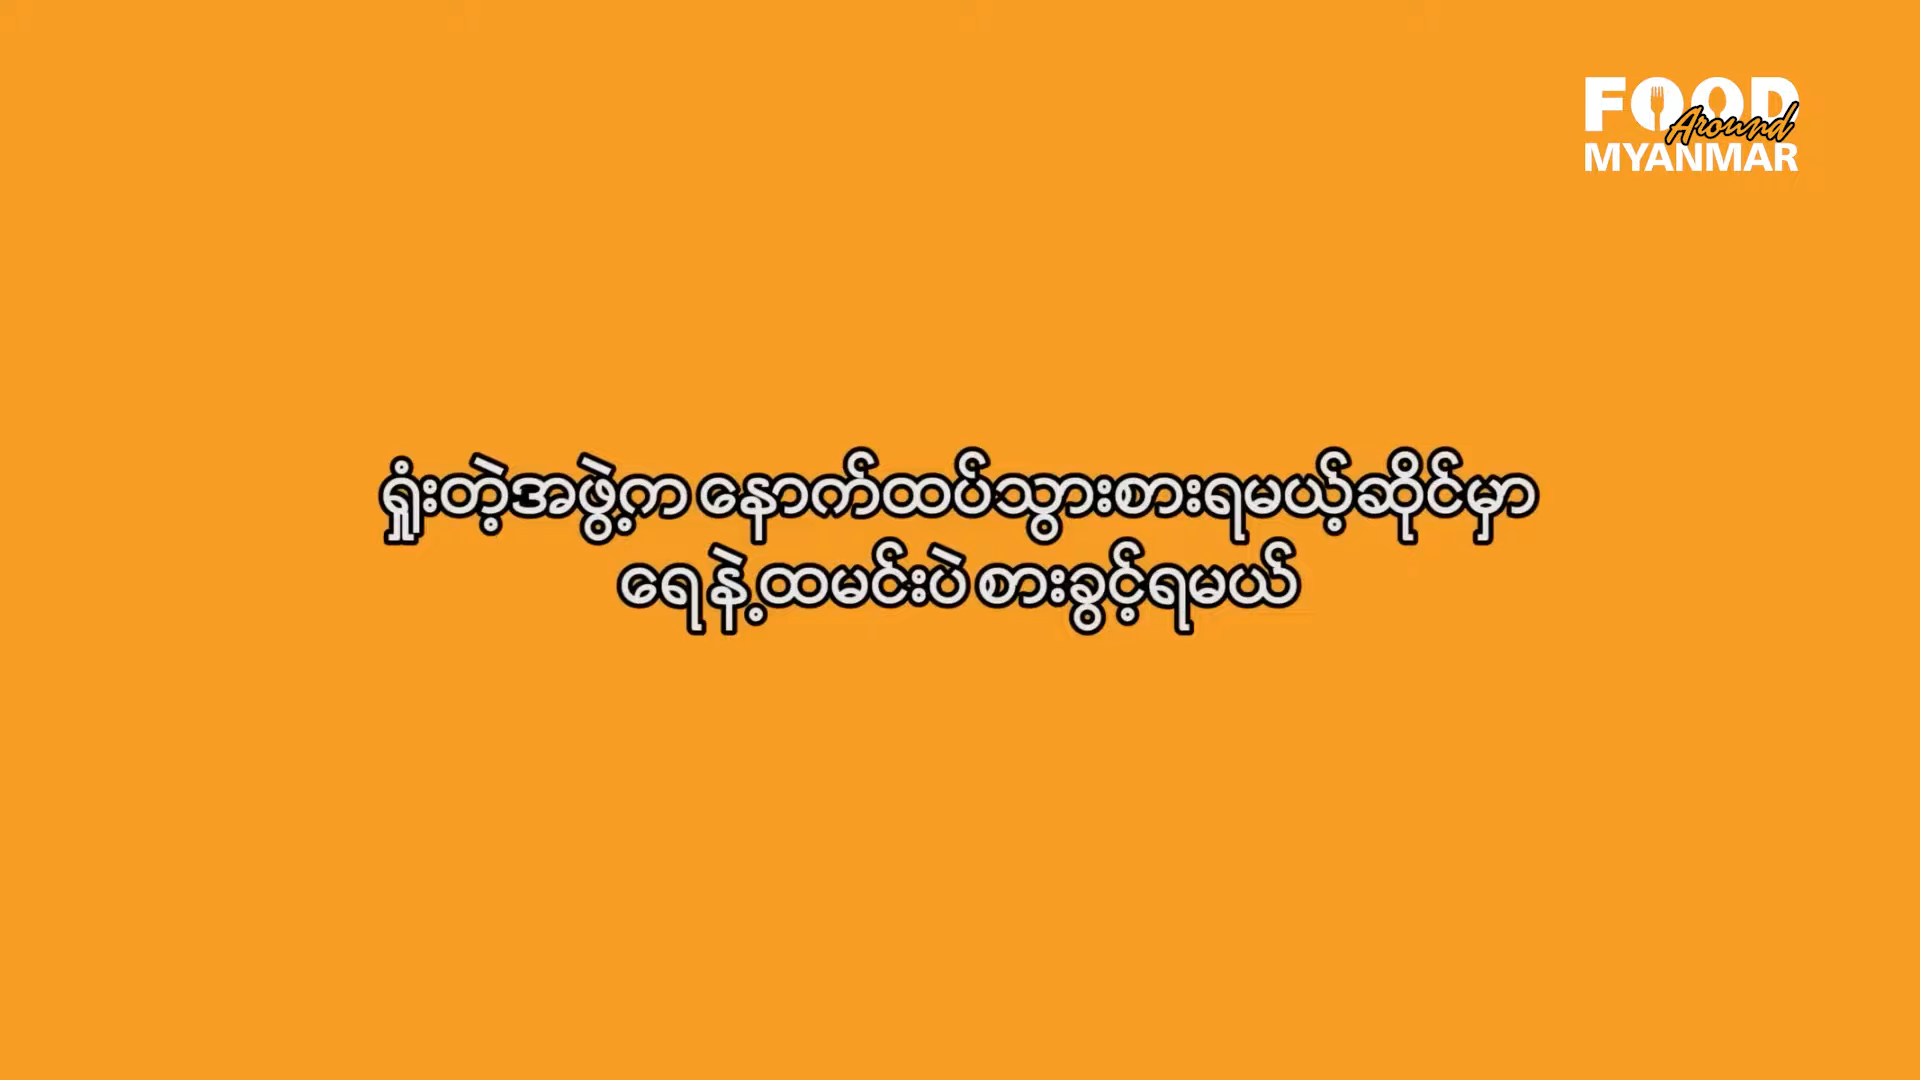 FOOD
Around
MYANMAR
ရှုံးတဲ့အဖွဲ့က နောက်ထပ်သွားစားရမယ့်ဆိုင်မှာ
ရေနဲ့ထမင်းပဲ စားခွင့်ရမယ်